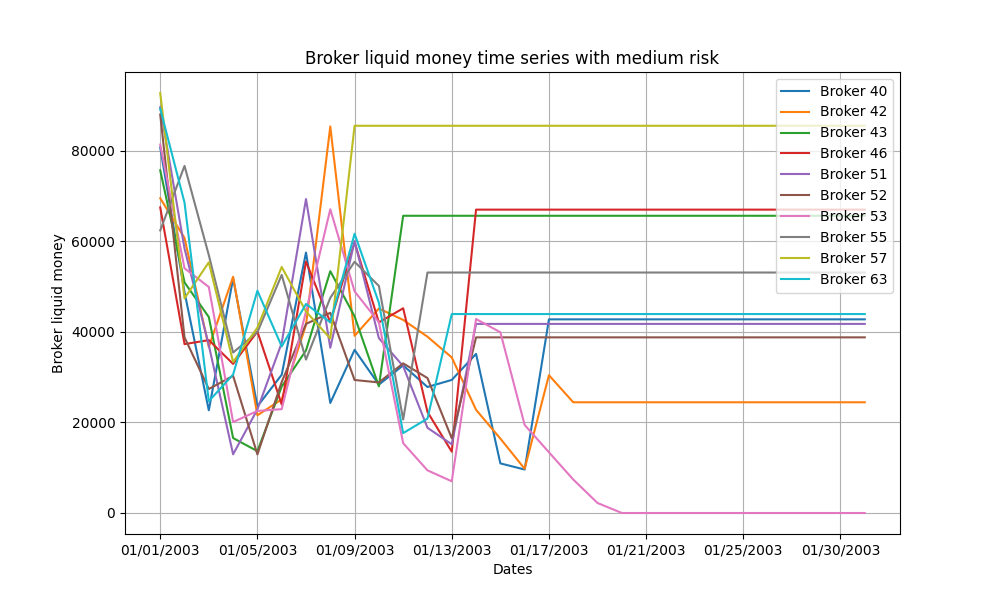 Broker liquid money time series with medium risk
Broker liquid money
80000
60000
40000
20000
0
Broker 40
Broker 42
Broker 43
Broker 46
Broker 51
Broker 52
Broker 53
Broker 55
Broker 57
Broker 63
01/01/2003 01/05/2003 01/09/2003 01/13/2003 01/17/2003 01/21/2003 01/25/2003 01/30/2003
Dates